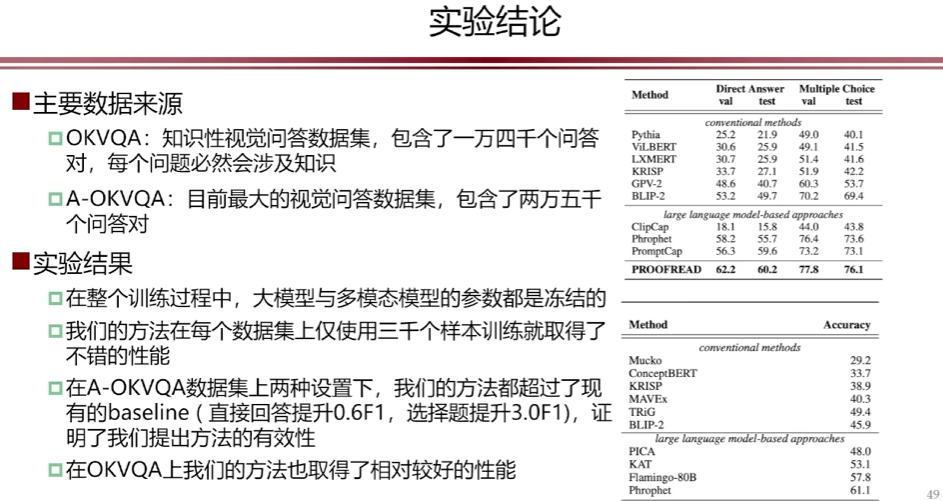 实验结论
主要数据来源
OKVQA：知识性视觉问答数据集，包含了一万四千个问答
对，每个问题必然会涉及知识
A-OKVQA：目前最大的视觉问答数据集，包含了两万五千
个问答对
实验结果
在整个训练过程中，大模型与多模态模型的参数都是冻结的
我们的方法在每个数据集上仅使用三千个样本训练就取得了
不错的性能
在A-OKVQA数据集上两种设置下，我们的方法都超过了现
有的baseline ( 直接回答提升0.6F1，选择题提升3.0F1)，证
明了我们提出方法的有效性
在OKVQA上我们的方法也取得了相对较好的性能
Method Direct Answer Multiple Choice
val test val test
conventional methods
Pythia 25.2 21.9 49.0 40.1
ViLBERT 30.6 25.9 49.1 41.5
LXMERT 30.7 25.9 51.4 41.6
KRISP 33.7 27.1 51.9 42.2
GPV-2 48.6 40.7 60.3 53.7
BLIP-2 53.2 49.7 70.2 69.4
large language model-based approaches
ClipCap 18.1 15.8 44.0 43.8
Phrophet 58.2 55.7 76.4 73.6
PromptCap 56.3 59.6 73.2 73.1
PROOFREAD 62.2 60.2 77.8 76.1
Method Accuracy
conventional methods
Mucko 29.2
ConceptBERT 33.7
KRISP 38.9
MAVEx 40.3
TRiG 49.4
BLIP-2 45.9
large language model-based approaches
PICA 48.0
KAT 53.1
Flamingo-80B 57.8
Phrophet 61.1
49